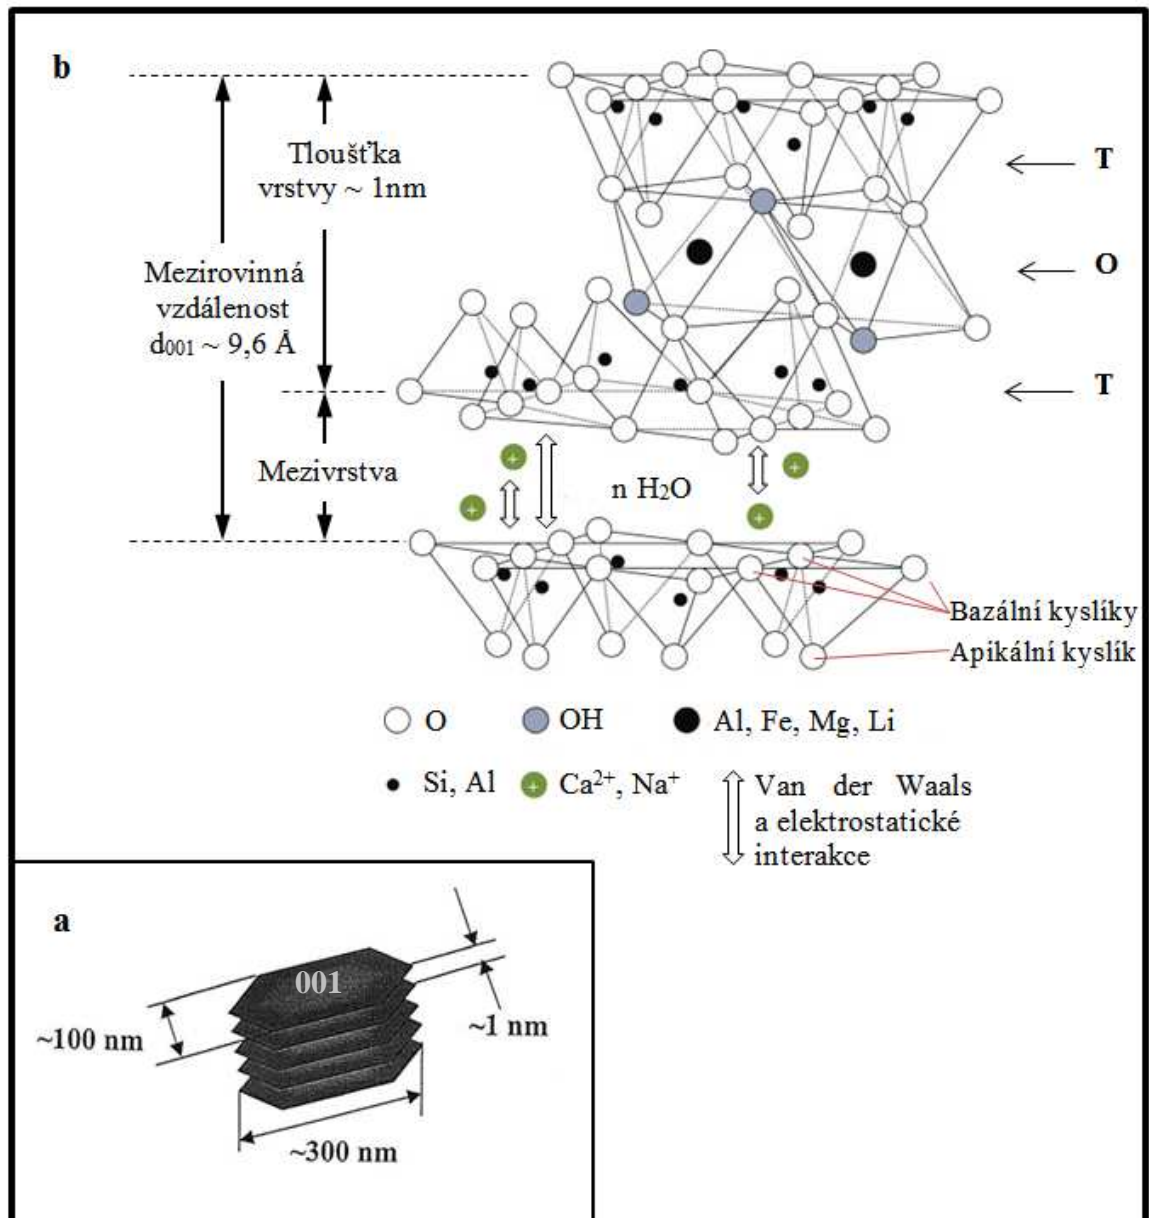 b
Tloušťka
vrstvy ~ 1nm
Mezirovinná
vzdálenost
d₀₀₁ ~ 9,6 Å
Mezivrstva
T
O
T
+
+
+
+
n H₂O
Bazální kyslíky
Apikální kyslík
O
OH
Al, Fe, Mg, Li
Si, Al
+
Ca²⁺, Na⁺
Van der Waals
a elektrostatické
interakce
a
001
~100 nm
~1 nm
~300 nm